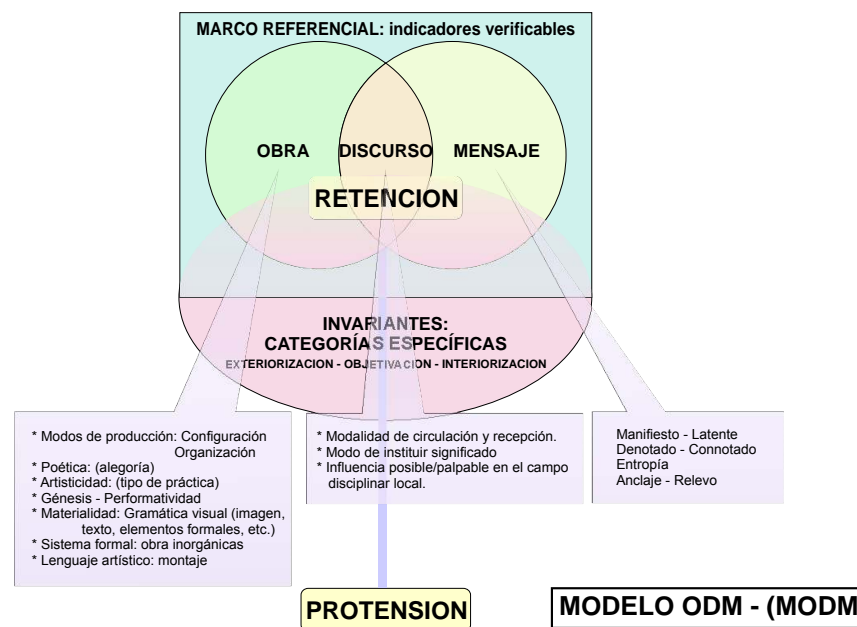 MARCO REFERENCIAL: indicadores verificables
OBRA DISCURSO MENSAJE
RETENCION
INVARIANTES:
CATEGORÍAS ESPECÍFICAS
EXTERIORIZACION - OBJETIVACION - INTERIORIZACION
* Modos de producción: Configuración
Organización
* Poética: (alegoría)
* Artisticidad: (tipo de práctica)
* Génesis - Performatividad
* Materialidad: Gramática visual (imagen,
texto, elementos formales, etc.)
* Sistema formal: obra inorgánicas
* Lenguaje artístico: montaje
* Modalidad de circulación y recepción.
* Modo de instituir significado
* Influencia posible/palpable en el campo
disciplinar local.
Manifiesto - Latente
Denotado - Connotado
Entropía
Anclaje - Relevo
PROTENSION
MODELO ODM - (MODM